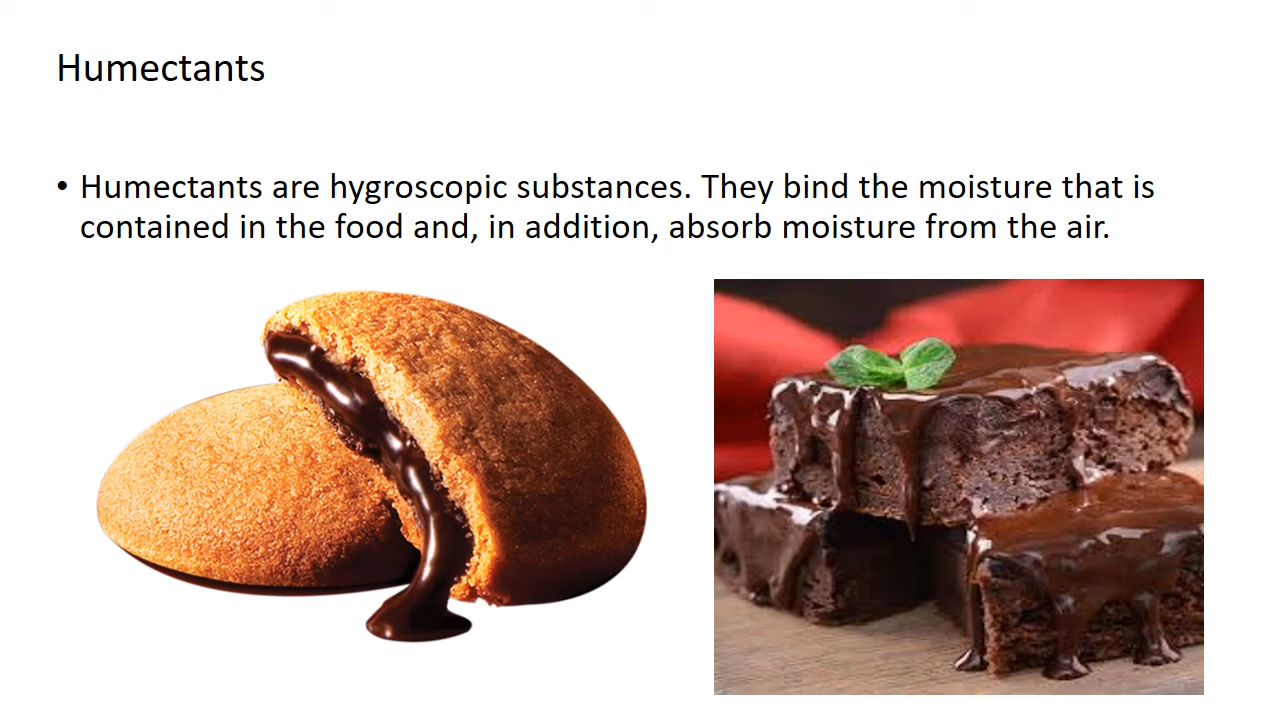 Humectants
• Humectants are hygroscopic substances. They bind the moisture that is
contained in the food and, in addition, absorb moisture from the air.